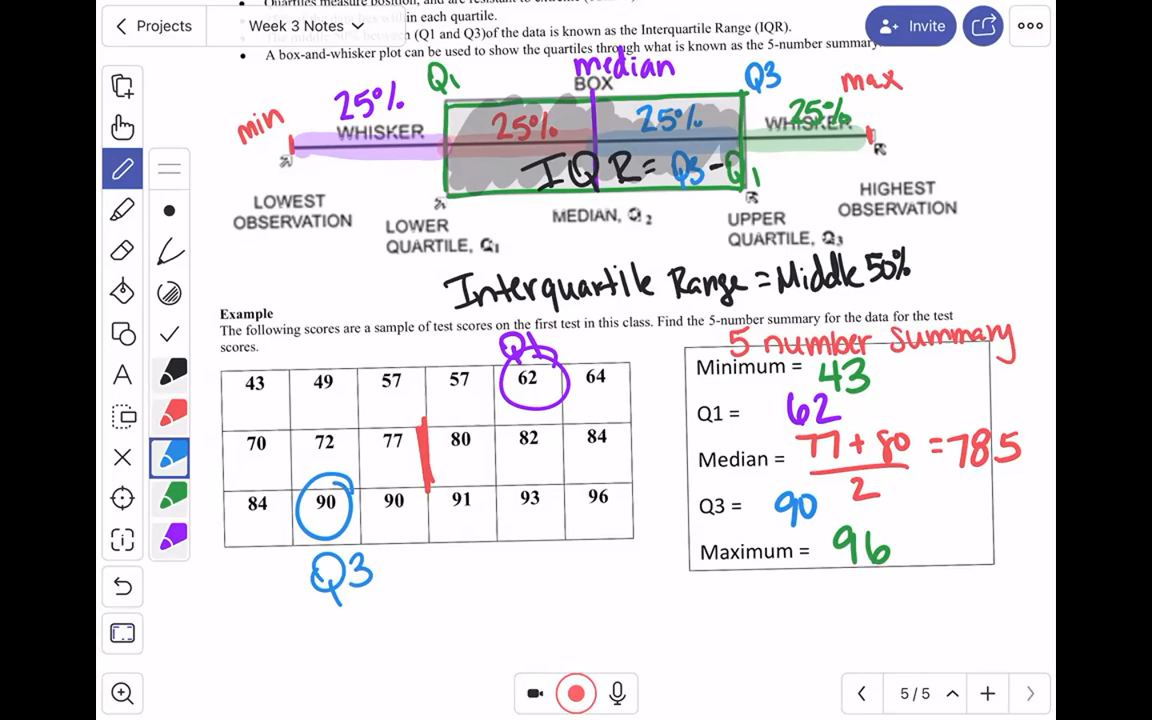 Projects
Week 3 Notes
Invite
in each quartile.
(Q1 and Q3)of the data is known as the Interquartile Range (IQR).
A box-and-whisker plot can be used to show the quartiles through what is known as the 5-number summary.
Q1
median
Q3
max
min
25%
BOX
25%
WHISKER
25%
25%
WHISKER
IQR = Q3 - Q1
LOWEST OBSERVATION
LOWER QUARTILE, Q1
MEDIAN, Q2
UPPER QUARTILE, Q3
HIGHEST OBSERVATION
Interquartile Range = Middle 50%
Example
The following scores are a sample of test scores on the first test in this class. Find the 5-number summary for the data for the test
scores.
Q1
5 number summary
43 49 57 57 62 64
70 72 77 80 82 84
84 90 90 91 93 96
Q3
Minimum = 43
Q1 = 62
Median = 77 + 80 = 785
2
Q3 = 90
Maximum = 96
5/5